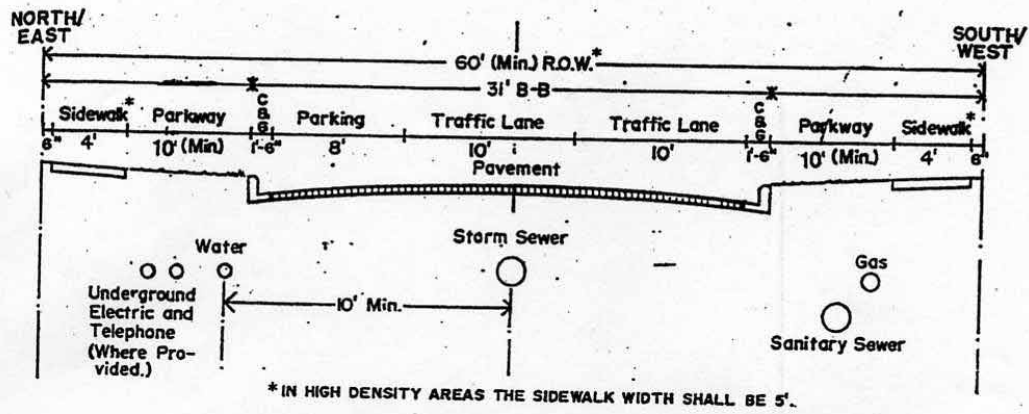 NORTH/
EAST
SOUTH/
WEST
60' (Min.) R.O.W.*
31' B-B
Sidewalk*
Parkway
C&G
Parking
Traffic Lane
Traffic Lane
C&G
Parkway
Sidewalk*
6"
4'
10' (Min)
1'-6"
8'
10'
10'
1'-6"
10' (Min.)
4'
6"
Pavement
Water
Storm Sewer
Gas
Underground
Electric and
Telephone
(Where Pro-
vided.)
10' Min.
Sanitary Sewer
*IN HIGH DENSITY AREAS THE SIDEWALK WIDTH SHALL BE 5'.